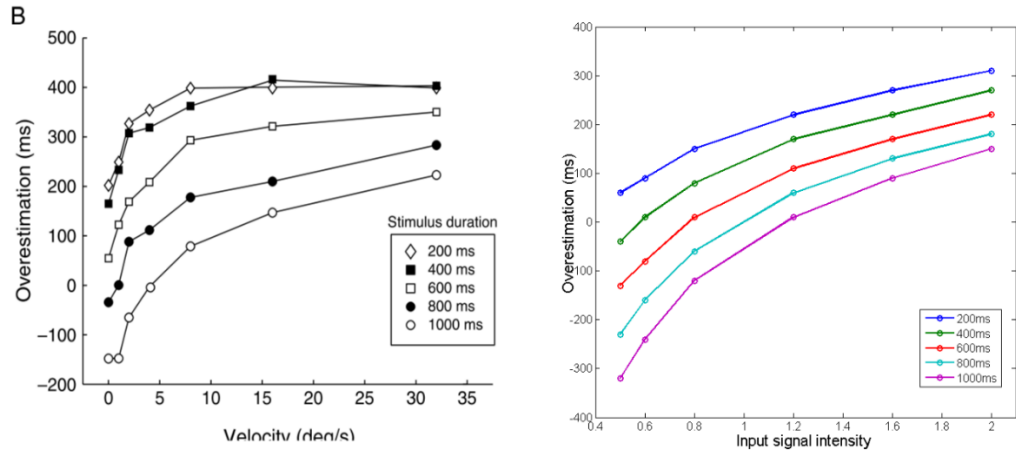 B
Overestimation (ms)
500
400
300
200
100
0
−100
−200
0 5 10 15 20 25 30 35
Velocity (deg/s)
Stimulus duration
200 ms
400 ms
600 ms
800 ms
1000 ms
Overestimation (ms)
400
300
200
100
0
-100
-200
-300
-400
0.4 0.6 0.8 1 1.2 1.4 1.6 1.8 2
Input signal intensity
200ms
400ms
600ms
800ms
1000ms